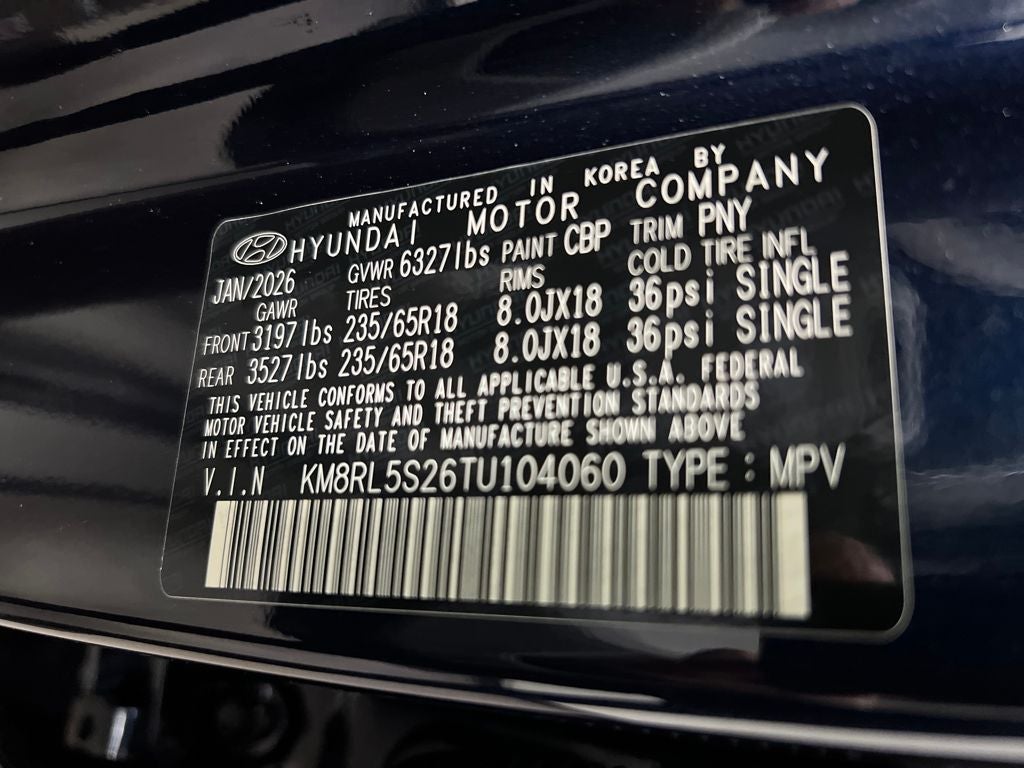 MANUFACTURED IN KOREA BY
HYUNDAI MOTOR COMPANY
JAN/2026 GVWR 6327lbs PAINT CBP TRIM PNY
GAWR TIRES RIMS COLD TIRE INFL
FRONT 3197lbs 235/65R18 8.0JX18 36psi SINGLE
REAR 3527lbs 235/65R18 8.0JX18 36psi SINGLE
THIS VEHICLE CONFORMS TO ALL APPLICABLE U.S.A. FEDERAL
MOTOR VEHICLE SAFETY AND THEFT PREVENTION STANDARDS
IN EFFECT ON THE DATE OF MANUFACTURE SHOWN ABOVE
V.I.N KM8RL5S26TU104060 TYPE : MPV